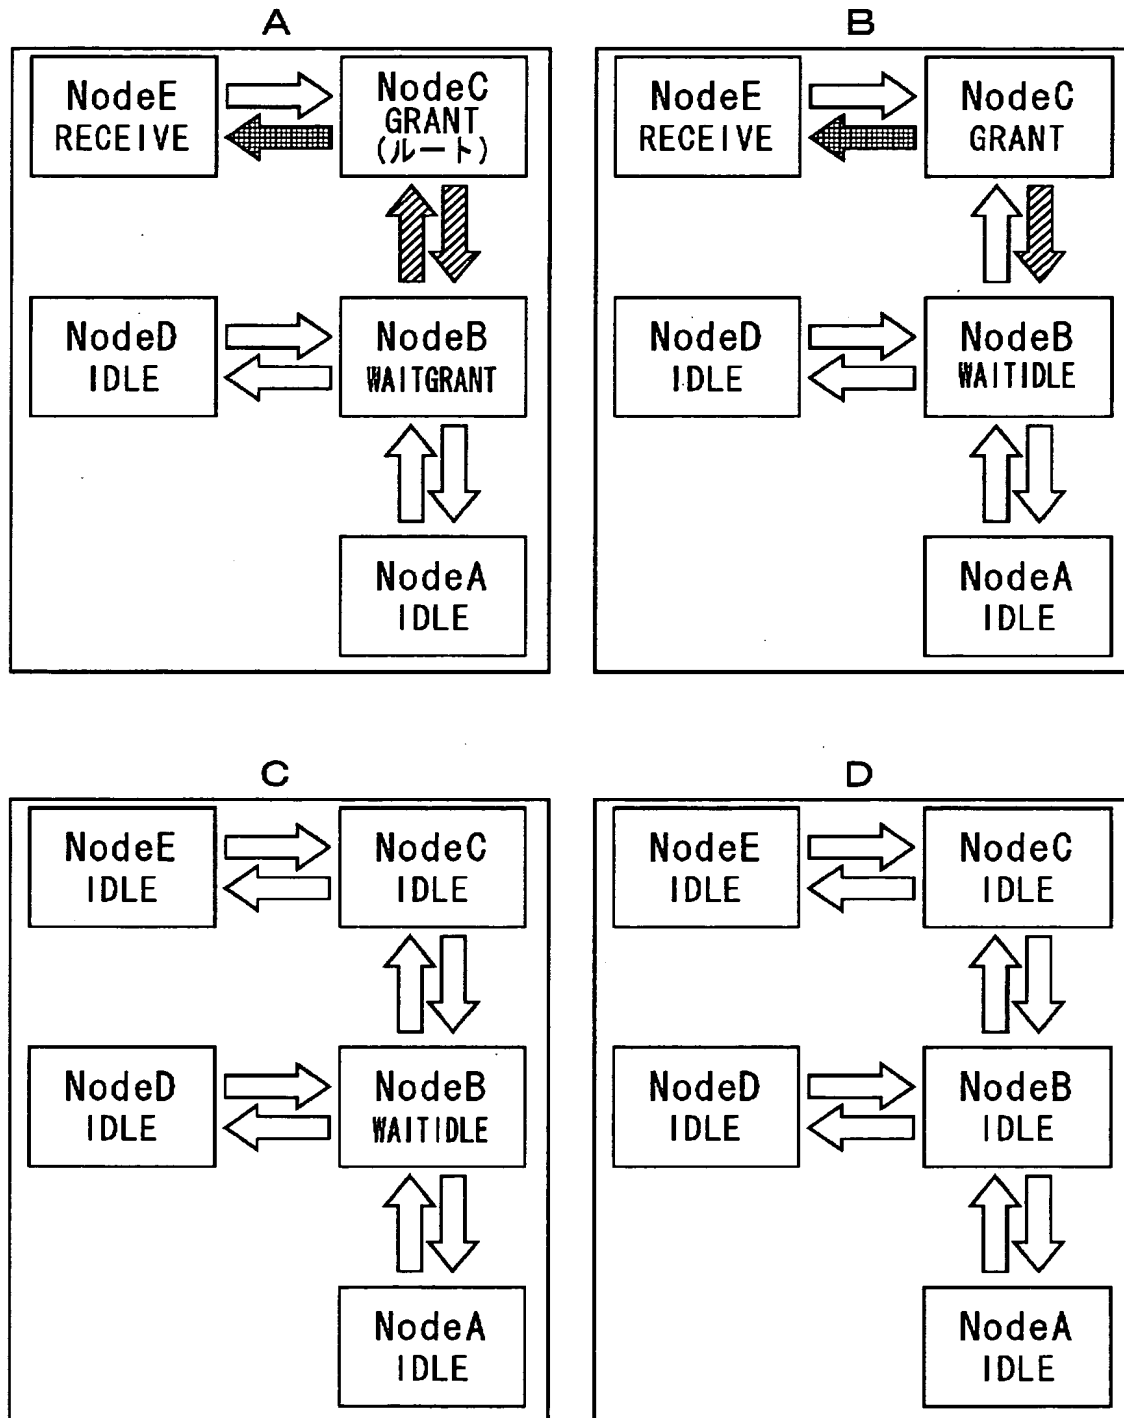 A
NodeE
RECEIVE
NodeC
GRANT
(ルート)
NodeD
IDLE
NodeB
WAITGRANT
NodeA
IDLE
B
NodeE
RECEIVE
NodeC
GRANT
NodeD
IDLE
NodeB
WAITIDLE
NodeA
IDLE
C
NodeE
IDLE
NodeC
IDLE
NodeD
IDLE
NodeB
WAITIDLE
NodeA
IDLE
D
NodeE
IDLE
NodeC
IDLE
NodeD
IDLE
NodeB
IDLE
NodeA
IDLE